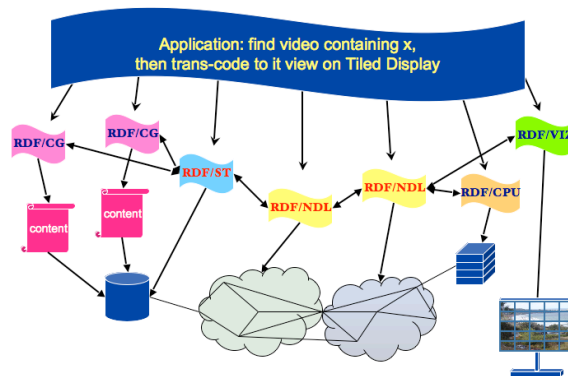 Application: find video containing x,
then trans-code to it view on Tiled Display
RDF/CG
RDF/CG
RDF/ST
RDF/NDL
RDF/NDL
RDF/CPU
RDF/VIZ
content
content